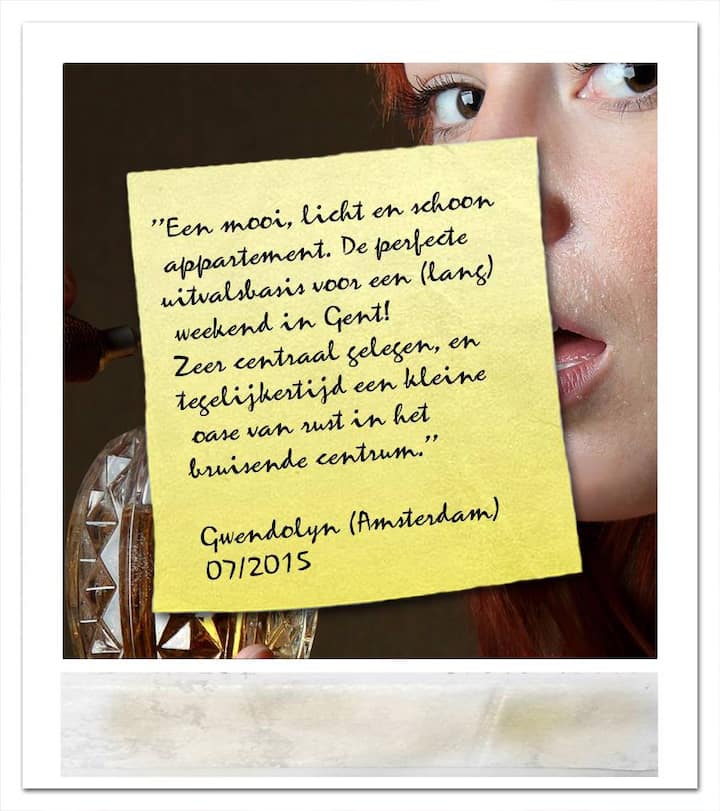 ”Een mooi, licht en schoon
appartement. De perfecte
uitvalsbasis voor een (lang)
weekend in Gent!
Zeer centraal gelegen, en
tegelijkertijd een kleine
oase van rust in het
bruisende centrum.”
Gwendolyn (Amsterdam)
07/2015